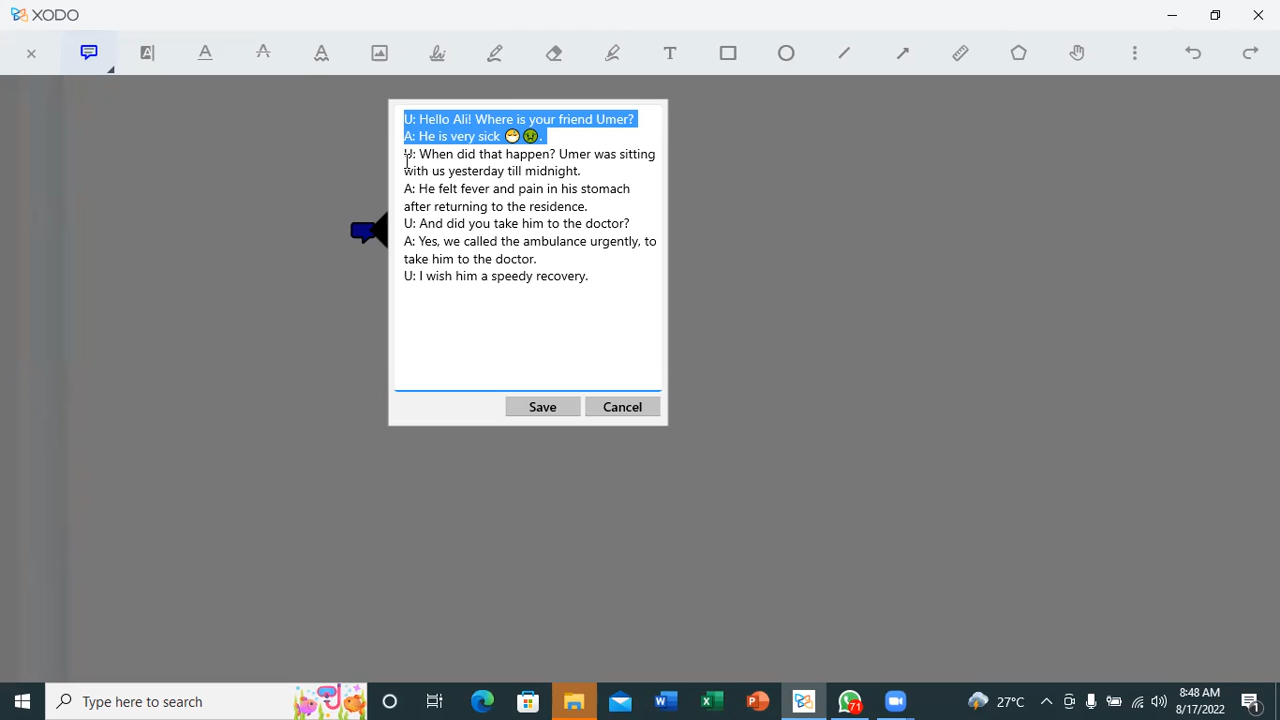 XODO
U: Hello Ali! Where is your friend Umer?
A: He is very sick 😷🤢.
U: When did that happen? Umer was sitting
with us yesterday till midnight.
A: He felt fever and pain in his stomach
after returning to the residence.
U: And did you take him to the doctor?
A: Yes, we called the ambulance urgently, to
take him to the doctor.
U: I wish him a speedy recovery.
Save Cancel
Type here to search
71
27°C
8:48 AM
8/17/2022
1